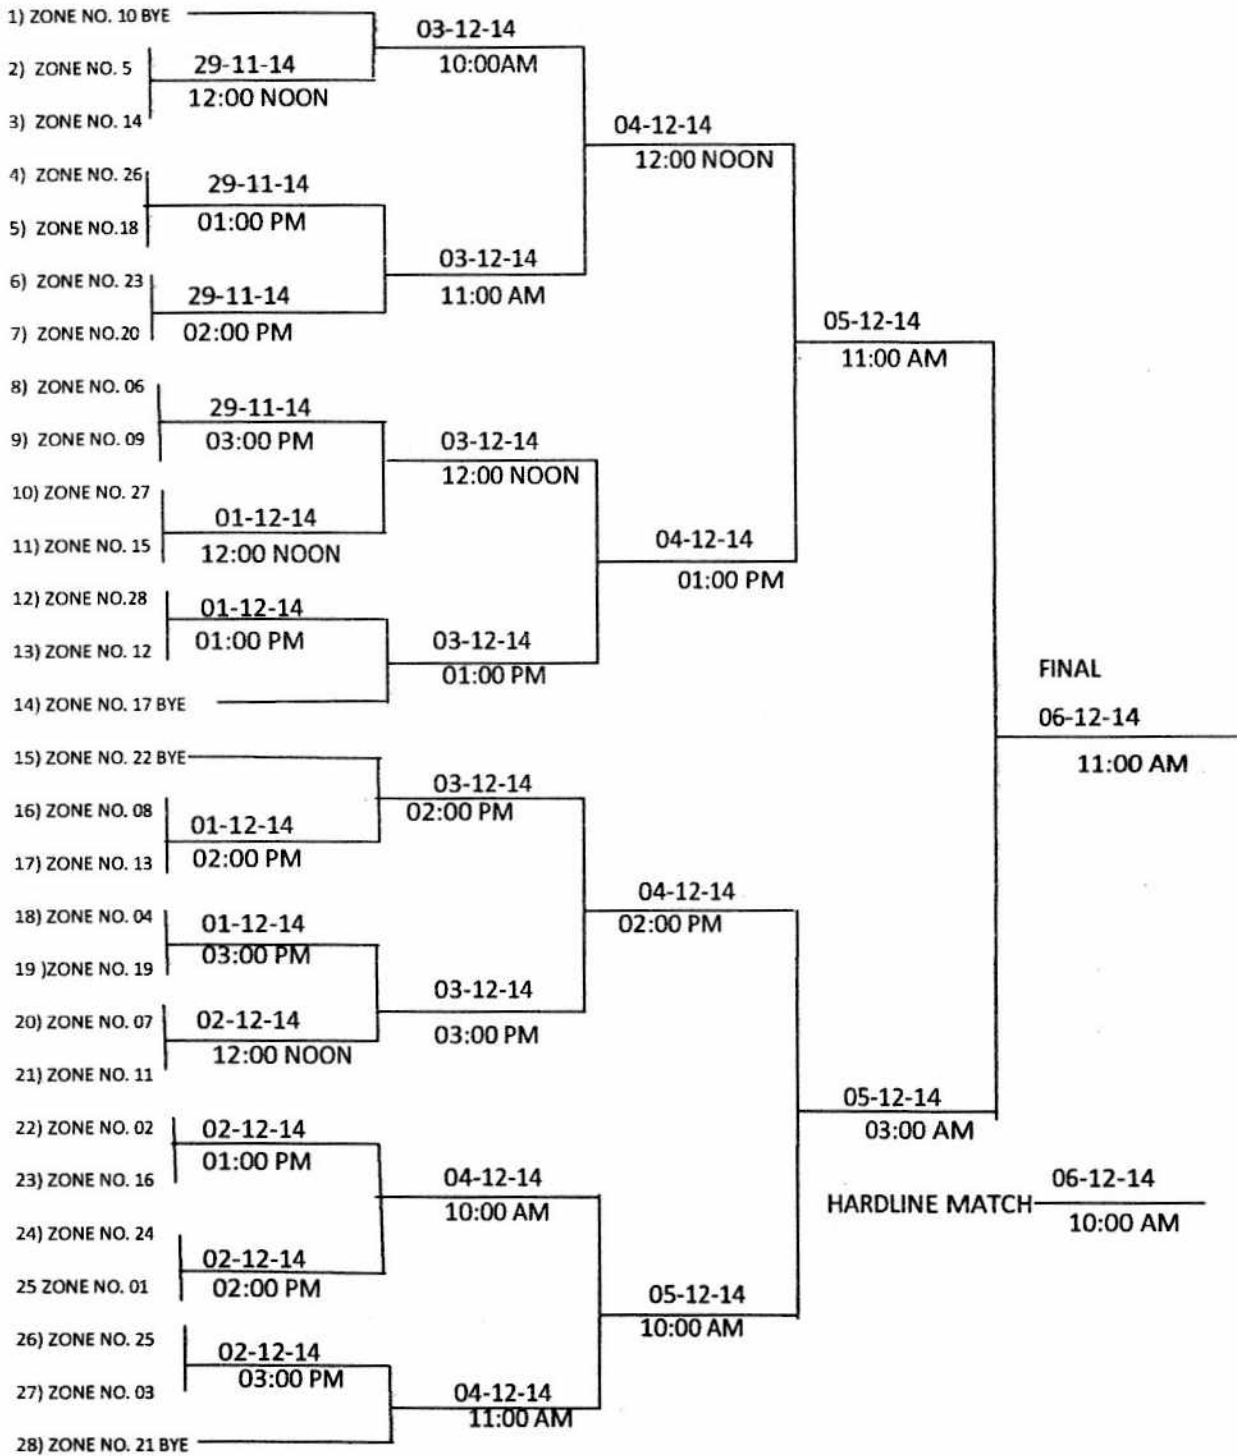 1) ZONE NO. 10 BYE
03-12-14
10:00AM
2) ZONE NO. 5
29-11-14
12:00 NOON
3) ZONE NO. 14
04-12-14
12:00 NOON
4) ZONE NO. 26
29-11-14
01:00 PM
5) ZONE NO.18
03-12-14
11:00 AM
6) ZONE NO. 23
29-11-14
02:00 PM
7) ZONE NO.20
05-12-14
11:00 AM
8) ZONE NO. 06
29-11-14
03:00 PM
9) ZONE NO. 09
03-12-14
12:00 NOON
10) ZONE NO. 27
01-12-14
12:00 NOON
11) ZONE NO. 15
04-12-14
01:00 PM
12) ZONE NO.28
01-12-14
01:00 PM
13) ZONE NO. 12
03-12-14
01:00 PM
14) ZONE NO. 17 BYE
FINAL
06-12-14
11:00 AM
15) ZONE NO. 22 BYE
03-12-14
02:00 PM
16) ZONE NO. 08
01-12-14
02:00 PM
17) ZONE NO. 13
04-12-14
02:00 PM
18) ZONE NO. 04
01-12-14
03:00 PM
19 )ZONE NO. 19
03-12-14
03:00 PM
20) ZONE NO. 07
02-12-14
12:00 NOON
21) ZONE NO. 11
05-12-14
03:00 AM
22) ZONE NO. 02
02-12-14
01:00 PM
23) ZONE NO. 16
04-12-14
10:00 AM
HARDLINE MATCH
06-12-14
10:00 AM
24) ZONE NO. 24
02-12-14
02:00 PM
25 ZONE NO. 01
05-12-14
10:00 AM
26) ZONE NO. 25
02-12-14
03:00 PM
27) ZONE NO. 03
04-12-14
11:00 AM
28) ZONE NO. 21 BYE